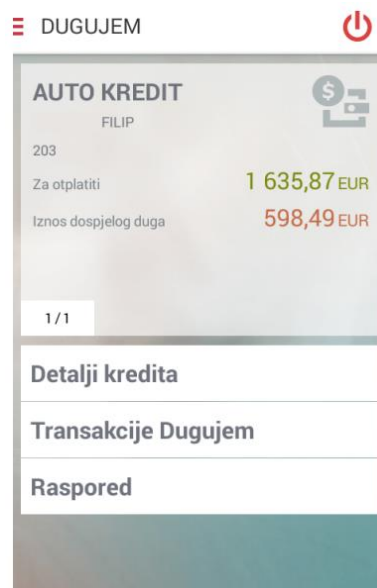 DUGUJEM
AUTO KREDIT
FILIP
203
Za otplatiti 1 635,87 EUR
Iznos dospjelog duga 598,49 EUR
1/1
Detalji kredita
Transakcije Dugujem
Raspored